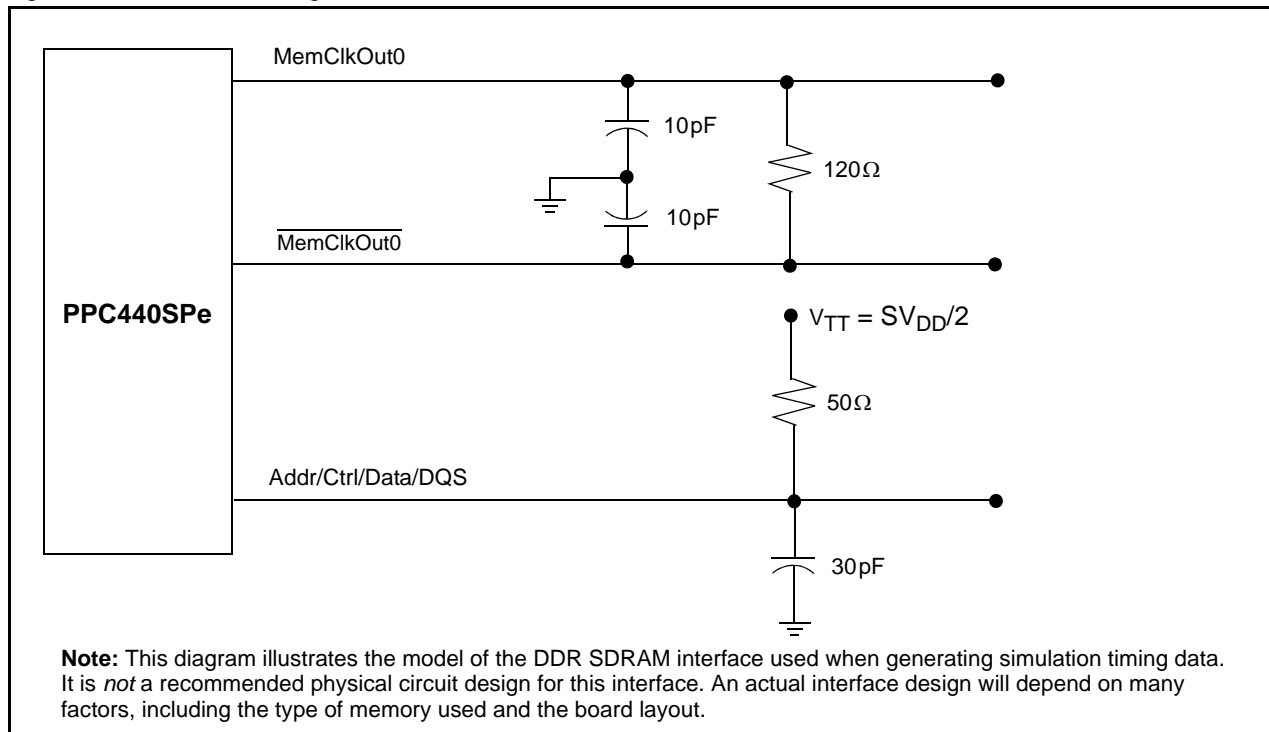 MemClkOut0
10pF
120Ω
10pF
MemClkOut0
PPC440SPe
VTT = SVDD/2
50Ω
Addr/Ctrl/Data/DQS
30pF
Note: This diagram illustrates the model of the DDR SDRAM interface used when generating simulation timing data.
It is not a recommended physical circuit design for this interface. An actual interface design will depend on many
factors, including the type of memory used and the board layout.